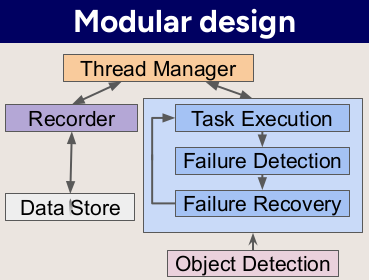 Modular design
Thread Manager
Recorder
Task Execution
Failure Detection
Data Store
Failure Recovery
Object Detection